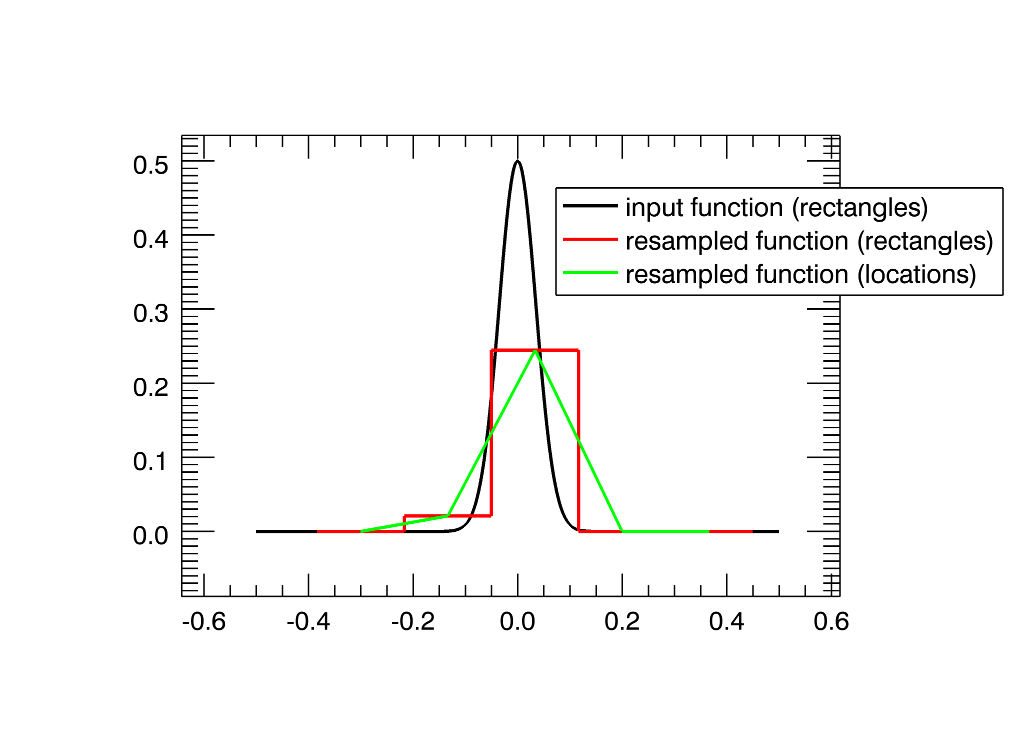 0.5
0.4
0.3
0.2
0.1
0.0
input function (rectangles)
resampled function (rectangles)
resampled function (locations)
-0.6 -0.4 -0.2 0.0 0.2 0.4 0.6